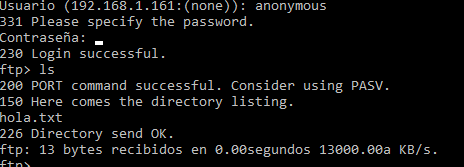 Usuario (192.168.1.161:(none)): anonymous
331 Please specify the password.
Contraseña:
230 Login successful.
ftp> ls
200 PORT command successful. Consider using PASV.
150 Here comes the directory listing.
hola.txt
226 Directory send OK.
ftp: 13 bytes recibidos en 0.00segundos 13000.00a KB/s.
ftp>